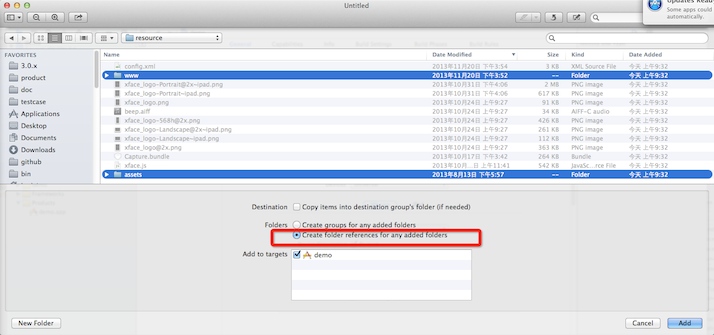 Untitled
Updates Read
Some apps could
automatically.
resource
FAVORITES
3.0.x
product
doc
testcase
Applications
Desktop
Documents
Downloads
github
bin
Name Date Modified Size Kind Date Added
config.xml 2013年11月20日 下午3:54 3 KB XML Source File 今天 上午9:32
www 2013年11月20日 下午3:52 -- Folder 今天 上午9:32
xface_logo-Portrait@2x~ipad.png 2013年10月31日 下午4:06 2 MB PNG image 今天 上午9:32
xface_logo-Portrait~ipad.png 2013年10月31日 下午4:06 617 KB PNG image 今天 上午9:32
xface_logo.png 2013年10月24日 上午9:27 91 KB PNG image 今天 上午9:32
beep.aiff 2013年10月24日 上午9:27 AIFF-C audio 今天 上午9:32
xface_logo-568h@2x.png 2013年10月24日 上午9:27 426 KB PNG image 今天 上午9:32
xface_logo-Landscape@2x~ipad.png 2013年10月24日 上午9:27 261 KB PNG image 今天 上午9:32
xface_logo-Landscape~ipad.png 2013年10月24日 上午9:27 112 KB PNG image 今天 上午9:32
xface_logo@2x.png 2013年10月24日 上午9:27 267 KB PNG image 今天 上午9:32
Capture.bundle 2013年10月17日 下午3:42 264 KB Bundle 今天 上午9:32
xface.js 2013年10月...日 上午11:41 542 KB JavaSc...rce File 今天 上午9:32
assets 2013年8月13日 下午5:57 -- Folder 今天 上午9:32
Destination Copy items into destination group's folder (if needed)
Folders Create groups for any added folders
Create folder references for any added folders
Add to targets demo
New Folder Cancel Add